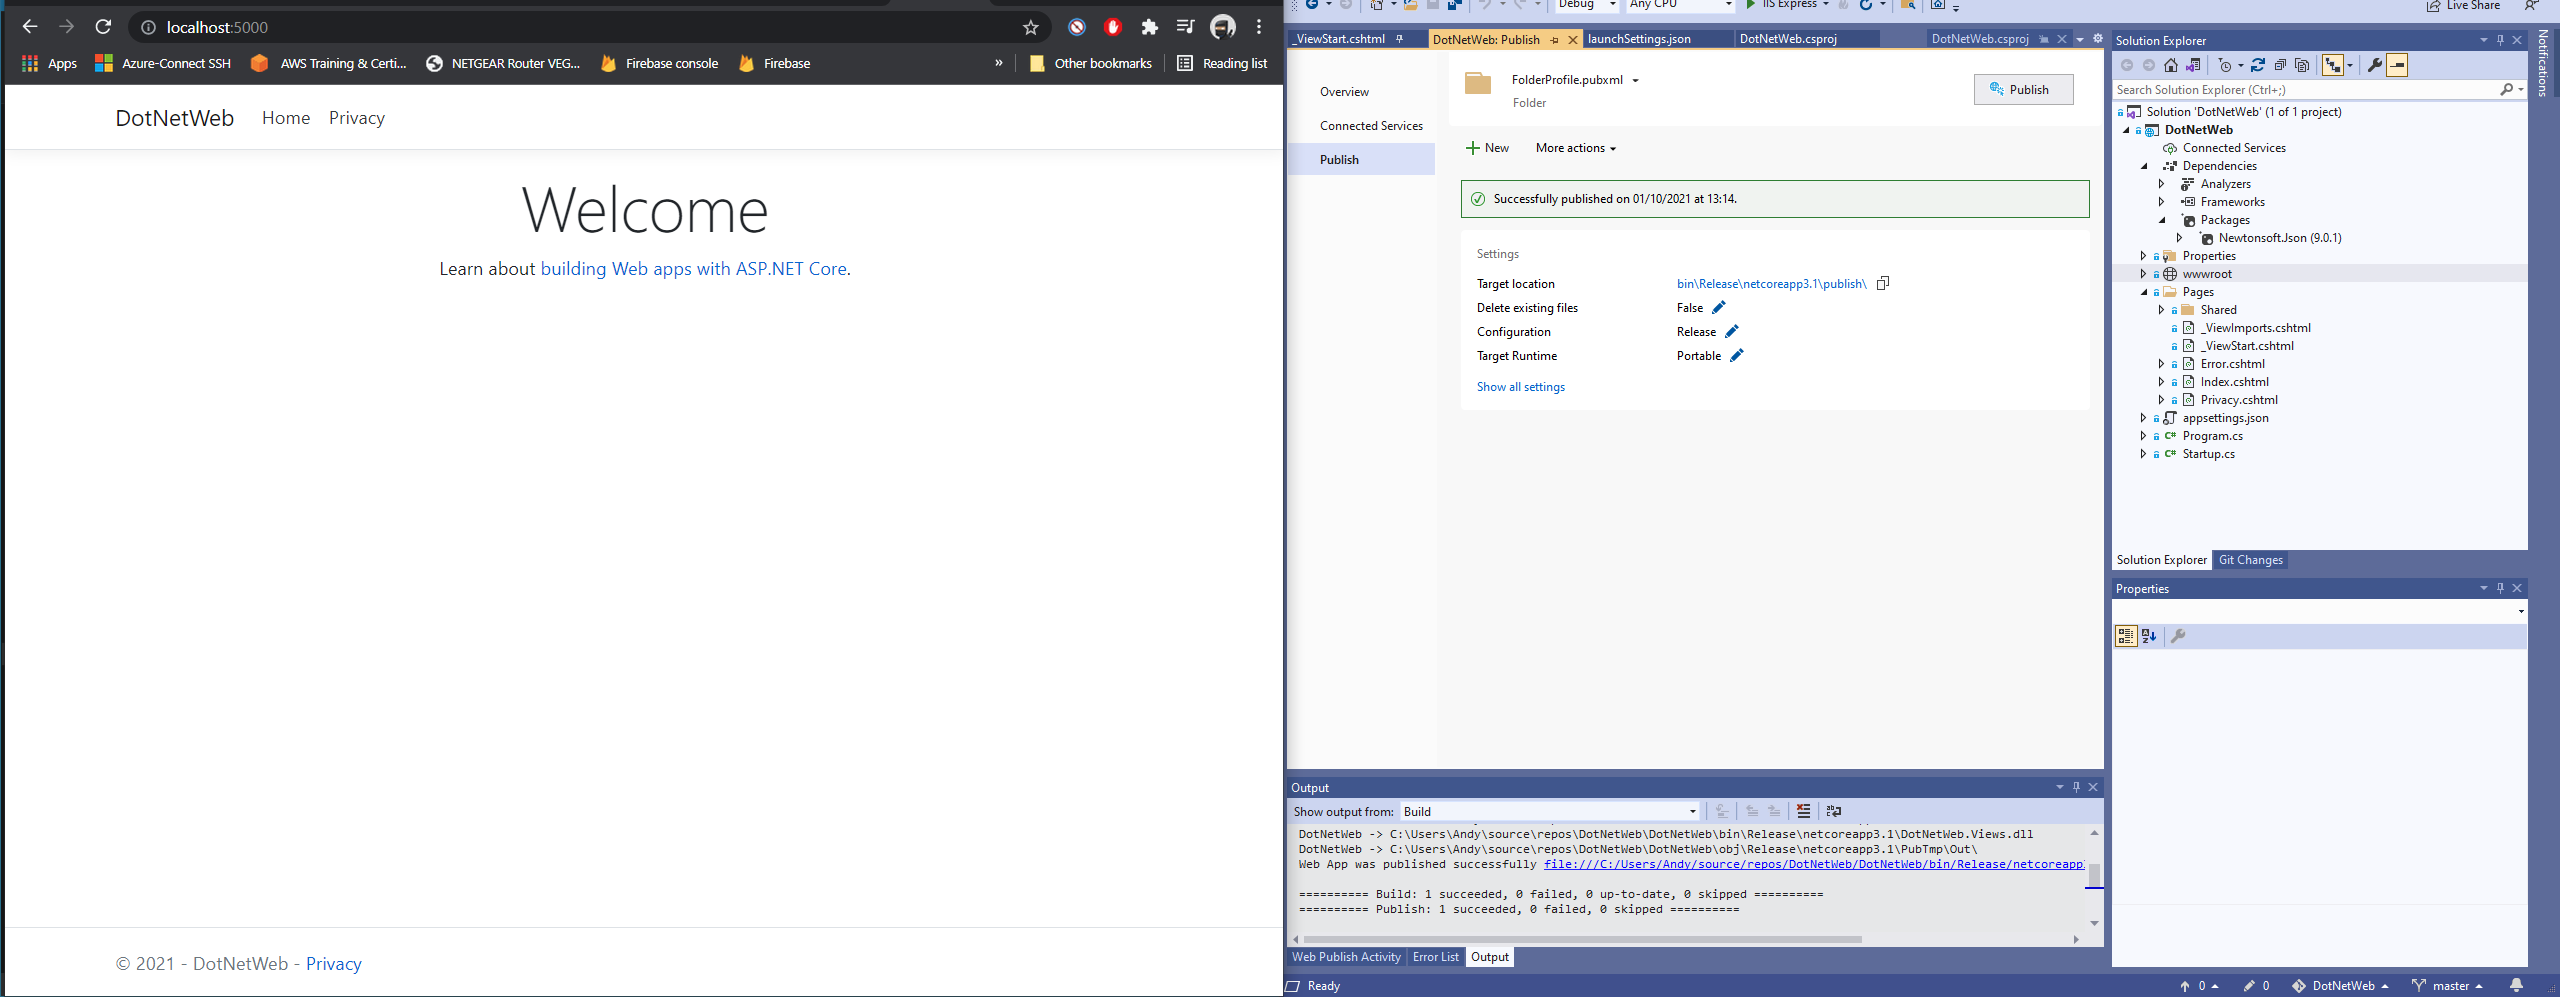 localhost:5000
Apps
Azure-Connect SSH
AWS Training & Certi...
NETGEAR Router VEG...
Firebase console
Firebase
»
Other bookmarks
Reading list
DotNetWeb
Home
Privacy
Welcome
Learn about building Web apps with ASP.NET Core.
© 2021 - DotNetWeb - Privacy
Debug
Any CPU
IIS Express
Live Share
_ViewStart.cshtml
DotNetWeb: Publish
launchSettings.json
DotNetWeb.csproj
DotNetWeb.csproj
Overview
Connected Services
Publish
FolderProfile.pubxml
Folder
Publish
New
More actions
Successfully published on 01/10/2021 at 13:14.
Settings
Target location
bin\Release\netcoreapp3.1\publish\
Delete existing files
False
Configuration
Release
Target Runtime
Portable
Show all settings
Output
Show output from:
Build
DotNetWeb -> C:\Users\Andy\source\repos\DotNetWeb\DotNetWeb\bin\Release\netcoreapp3.1\DotNetWeb.Views.dll
DotNetWeb -> C:\Users\Andy\source\repos\DotNetWeb\DotNetWeb\obj\Release\netcoreapp3.1\PubTmp\Out\
Web App was published successfully file:///C:/Users/Andy/source/repos/DotNetWeb/DotNetWeb/bin/Release/netcoreapp
========== Build: 1 succeeded, 0 failed, 0 up-to-date, 0 skipped ==========
========== Publish: 1 succeeded, 0 failed, 0 skipped ==========
Web Publish Activity
Error List
Output
Solution Explorer
Search Solution Explorer (Ctrl+;)
Solution 'DotNetWeb' (1 of 1 project)
DotNetWeb
Connected Services
Dependencies
Analyzers
Frameworks
Packages
Newtonsoft.Json (9.0.1)
Properties
wwwroot
Pages
Shared
_ViewImports.cshtml
_ViewStart.cshtml
Error.cshtml
Index.cshtml
Privacy.cshtml
appsettings.json
C# Program.cs
C# Startup.cs
Solution Explorer
Git Changes
Properties
Notifications
Ready
0
0
DotNetWeb
master